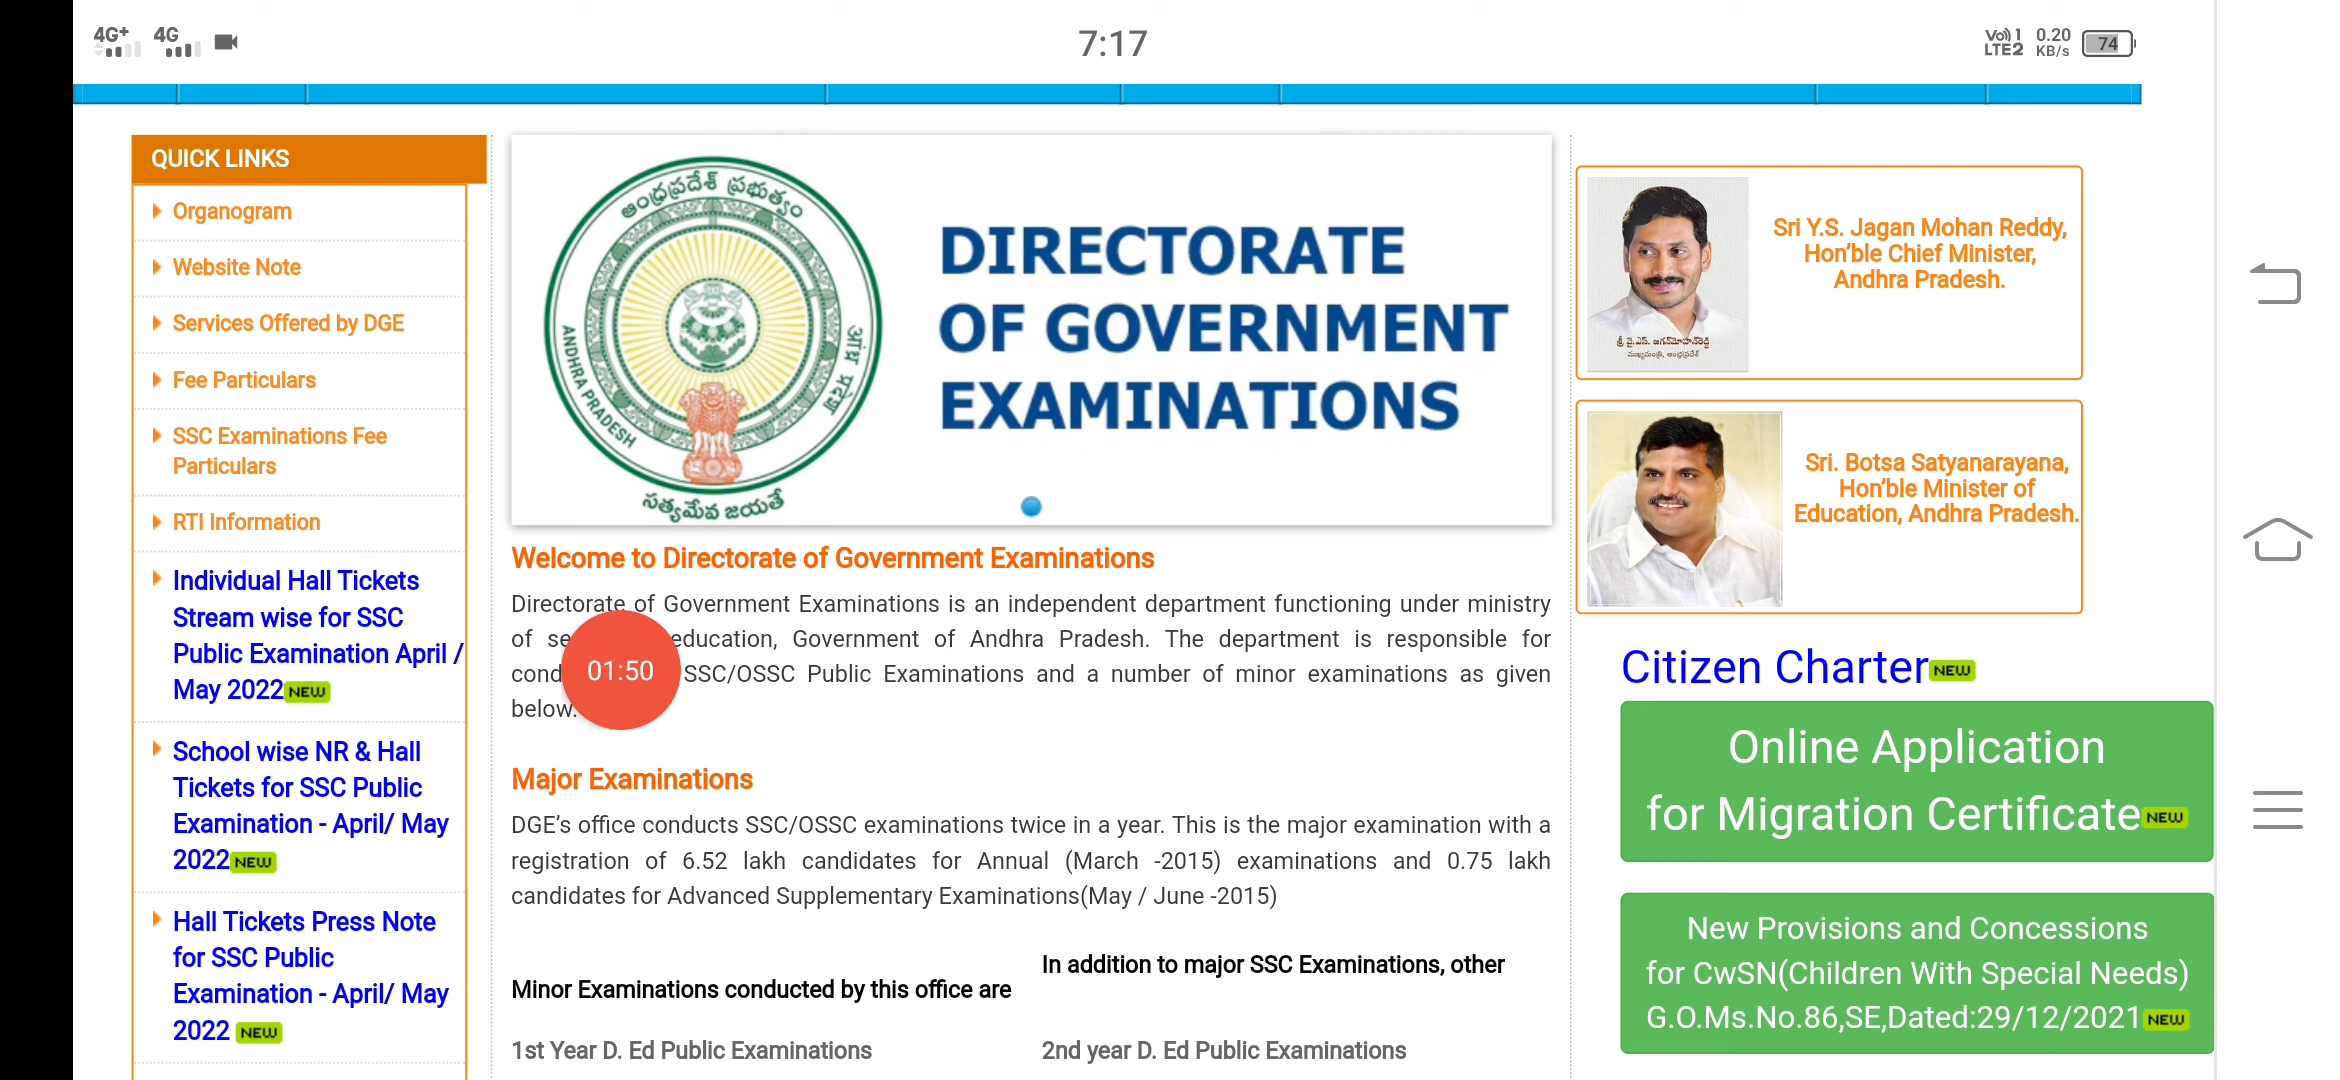 4G+ 4G
7:17
Vo)) 1 0.20
LTE2 KB/s 74
QUICK LINKS
Organogram
Website Note
Services Offered by DGE
Fee Particulars
SSC Examinations Fee
Particulars
RTI Information
Individual Hall Tickets
Stream wise for SSC
Public Examination April /
May 2022 NEW
School wise NR & Hall
Tickets for SSC Public
Examination - April/ May
2022 NEW
Hall Tickets Press Note
for SSC Public
Examination - April/ May
2022 NEW
ఆంధ్రప్రదేశ్ ప్రభుత్వం
ANDHRA PRADESH
आंध्र प्रदेश
సత్యమేవ జయతే
DIRECTORATE
OF GOVERNMENT
EXAMINATIONS
Welcome to Directorate of Government Examinations
Directorate of Government Examinations is an independent department functioning under ministry
of se education, Government of Andhra Pradesh. The department is responsible for
cond SSC/OSSC Public Examinations and a number of minor examinations as given
below.
01:50
Major Examinations
DGE’s office conducts SSC/OSSC examinations twice in a year. This is the major examination with a
registration of 6.52 lakh candidates for Annual (March -2015) examinations and 0.75 lakh
candidates for Advanced Supplementary Examinations(May / June -2015)
In addition to major SSC Examinations, other
Minor Examinations conducted by this office are
1st Year D. Ed Public Examinations
2nd year D. Ed Public Examinations
శ్రీ వై.ఎస్. జగన్‌మోహన్‌రెడ్డి
ముఖ్యమంత్రి, ఆంధ్రప్రదేశ్
Sri Y.S. Jagan Mohan Reddy,
Hon’ble Chief Minister,
Andhra Pradesh.
Sri. Botsa Satyanarayana,
Hon’ble Minister of
Education, Andhra Pradesh.
Citizen Charter NEW
Online Application
for Migration Certificate NEW
New Provisions and Concessions
for CwSN(Children With Special Needs)
G.O.Ms.No.86,SE,Dated:29/12/2021 NEW